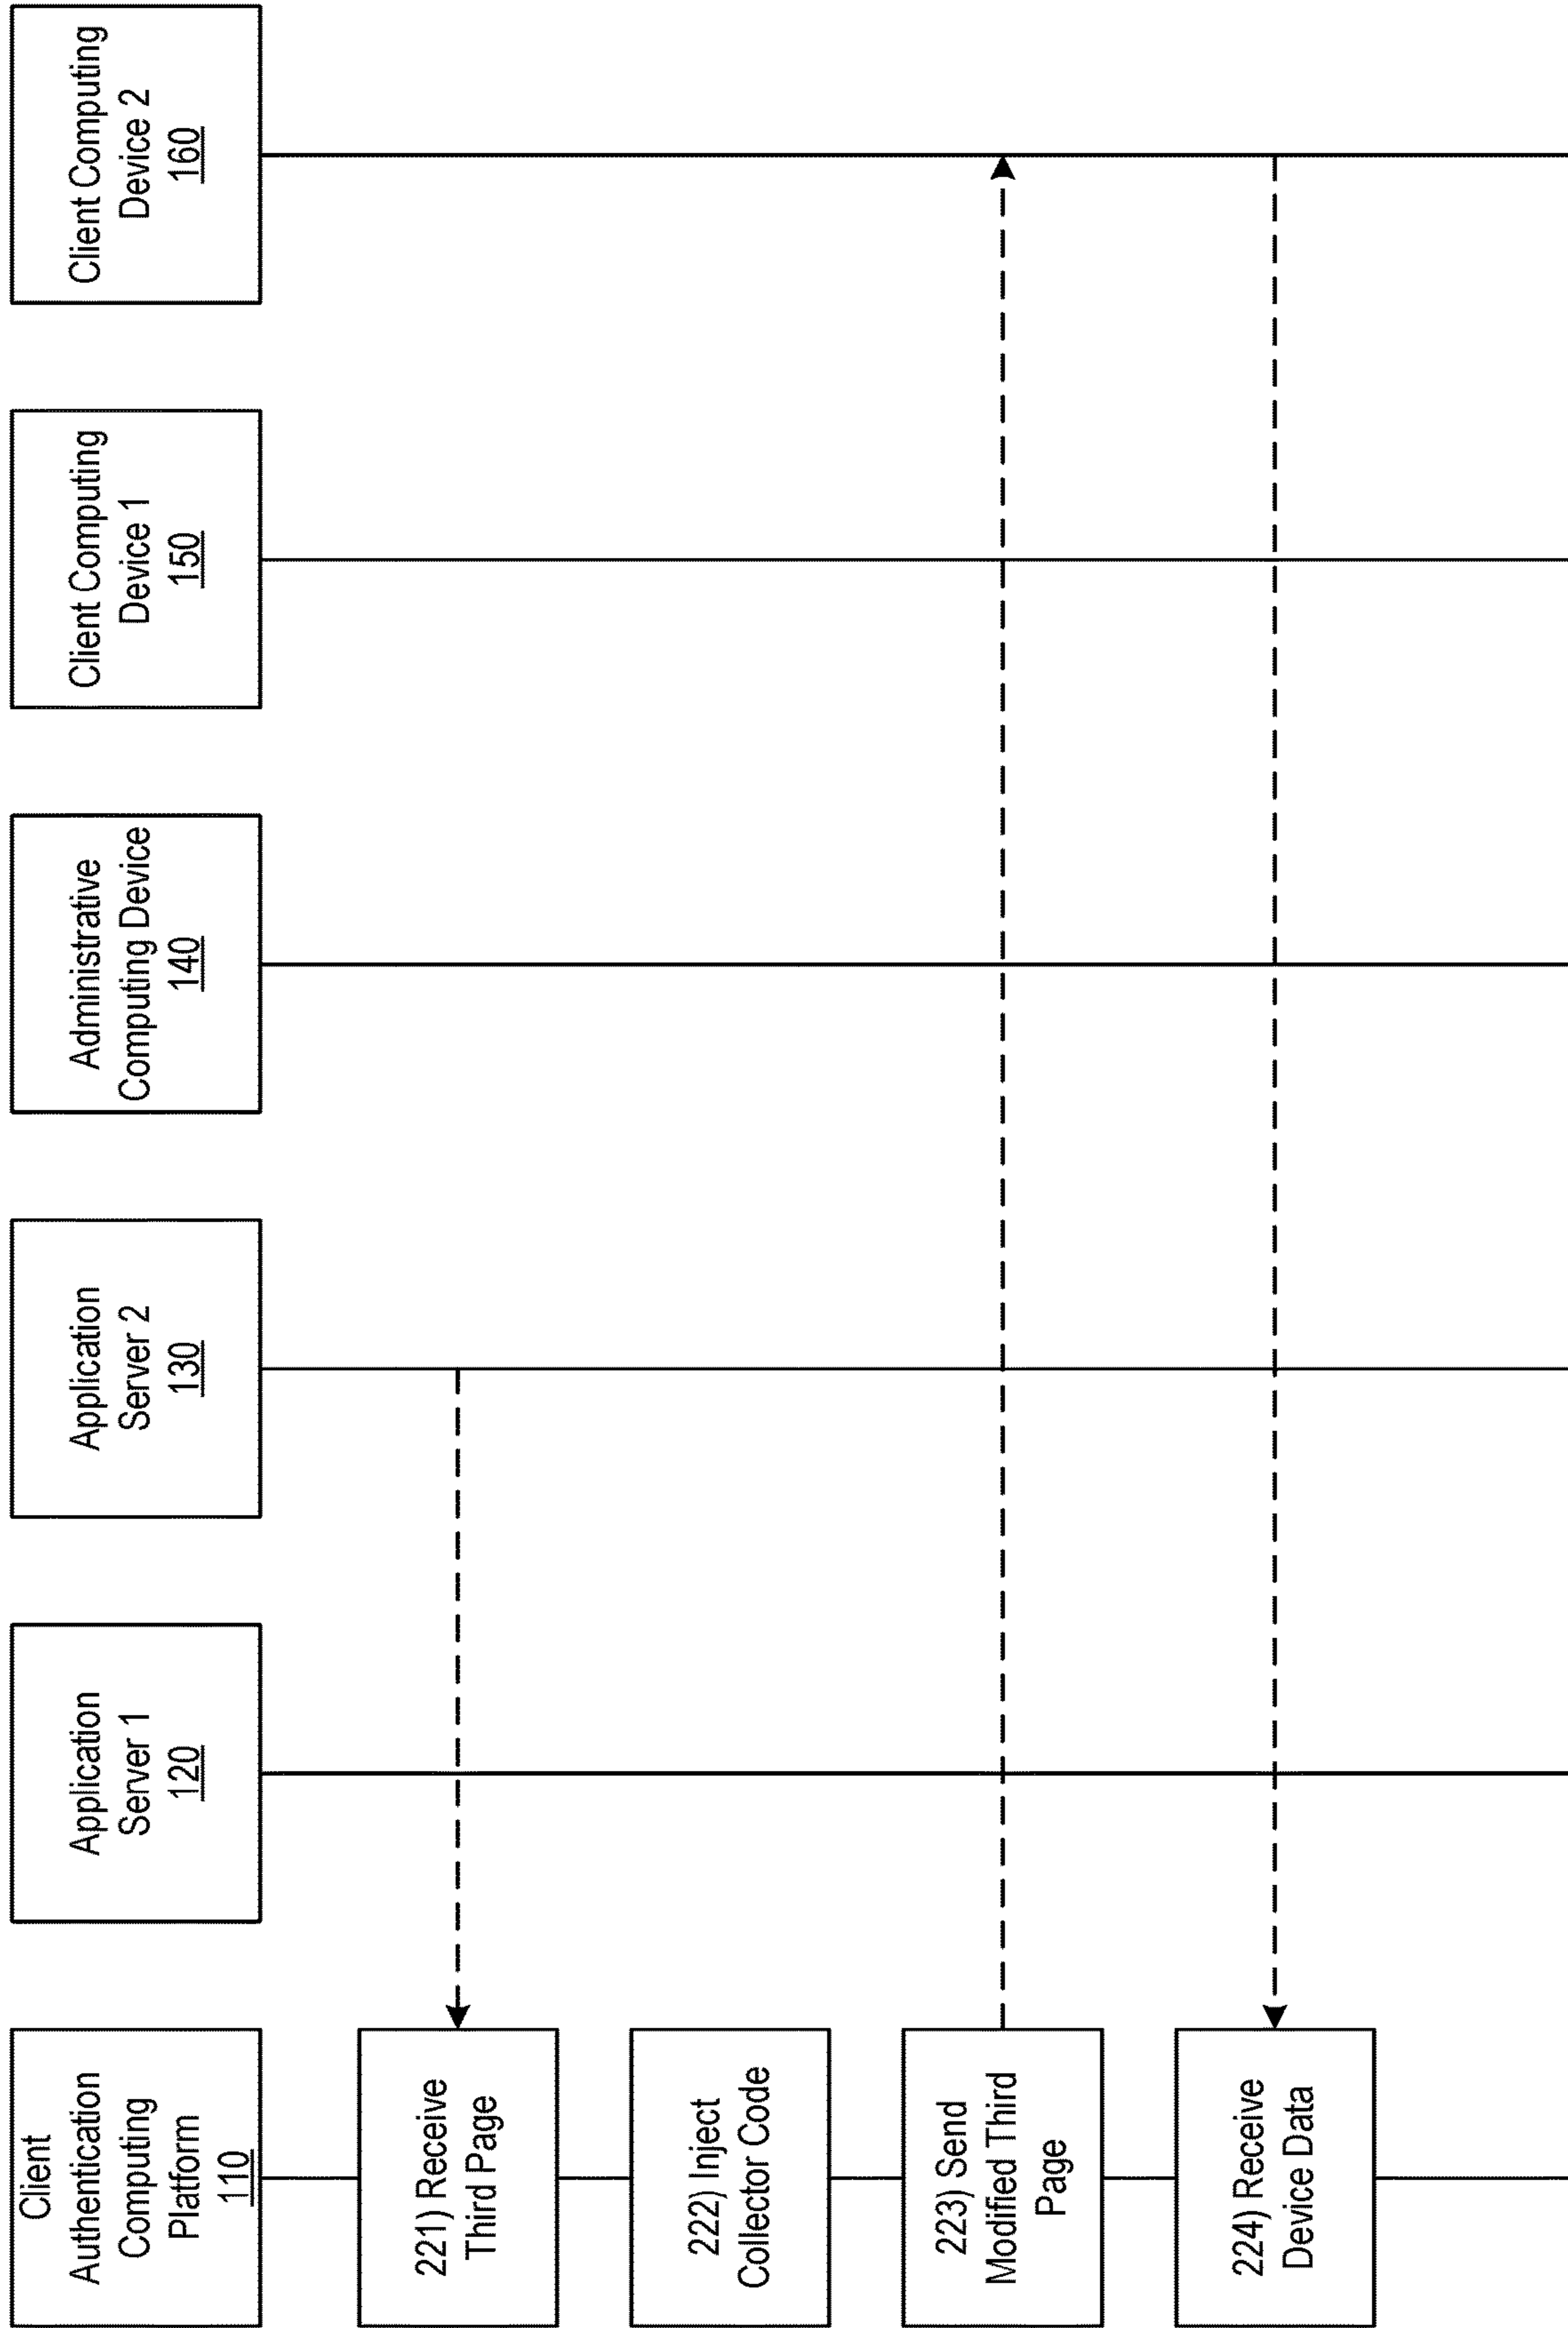 Client
Authentication
Computing
Platform
110
Application
Server 1
120
Application
Server 2
130
Administrative
Computing Device
140
Client Computing
Device 1
150
Client Computing
Device 2
160
221) Receive
Third Page
222) Inject
Collector Code
223) Send
Modified Third
Page
224) Receive
Device Data